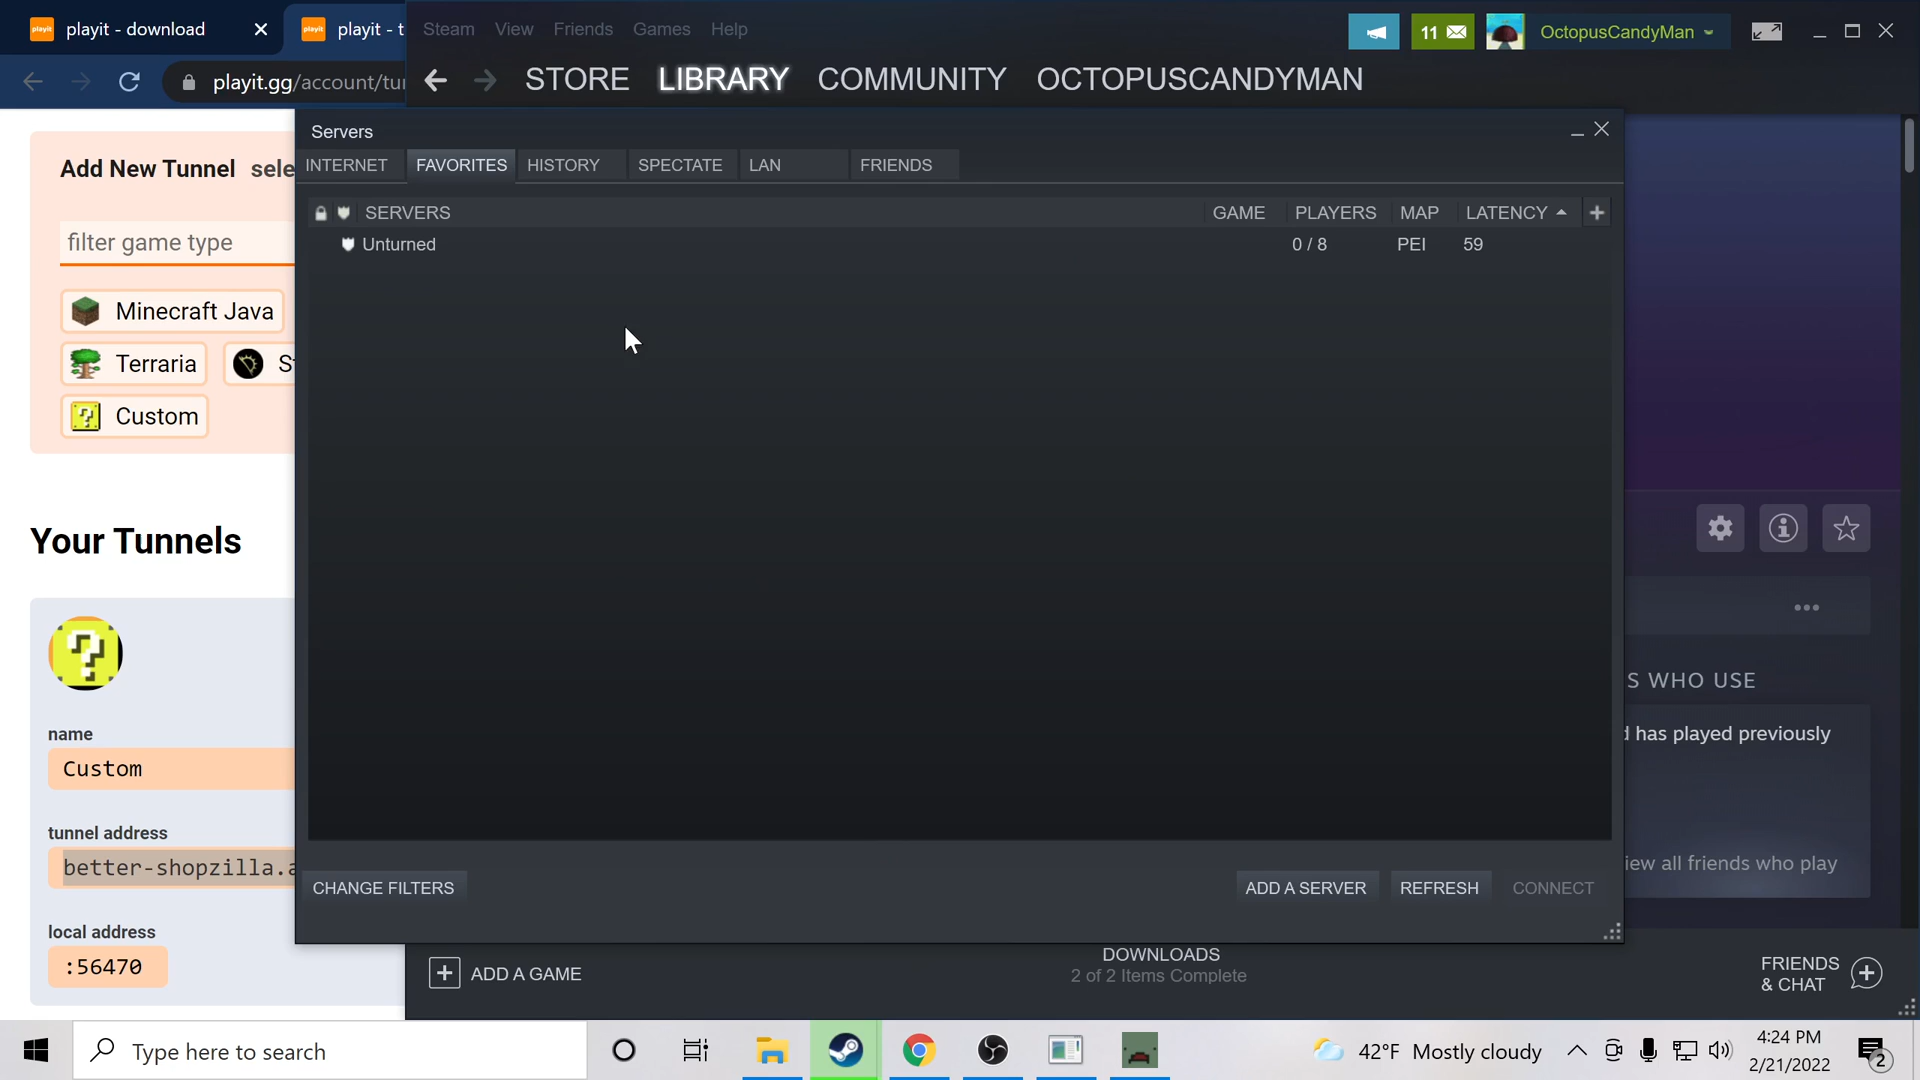 playit - download
playit - t
playit.gg/account/tur
Steam View Friends Games Help
11
OctopusCandyMan
STORE LIBRARY COMMUNITY OCTOPUSCANDYMAN
Add New Tunnel sele
filter game type
Minecraft Java
Terraria
St
Custom
Your Tunnels
name
Custom
tunnel address
better-shopzilla.a
local address
:56470
Servers
INTERNET FAVORITES HISTORY SPECTATE LAN FRIENDS
SERVERS GAME PLAYERS MAP LATENCY
Unturned 0 / 8 PEI 59
CHANGE FILTERS ADD A SERVER REFRESH CONNECT
S WHO USE
d has played previously
iew all friends who play
ADD A GAME
DOWNLOADS
2 of 2 Items Complete
FRIENDS
& CHAT
Type here to search
42°F Mostly cloudy
4:24 PM
2/21/2022
2